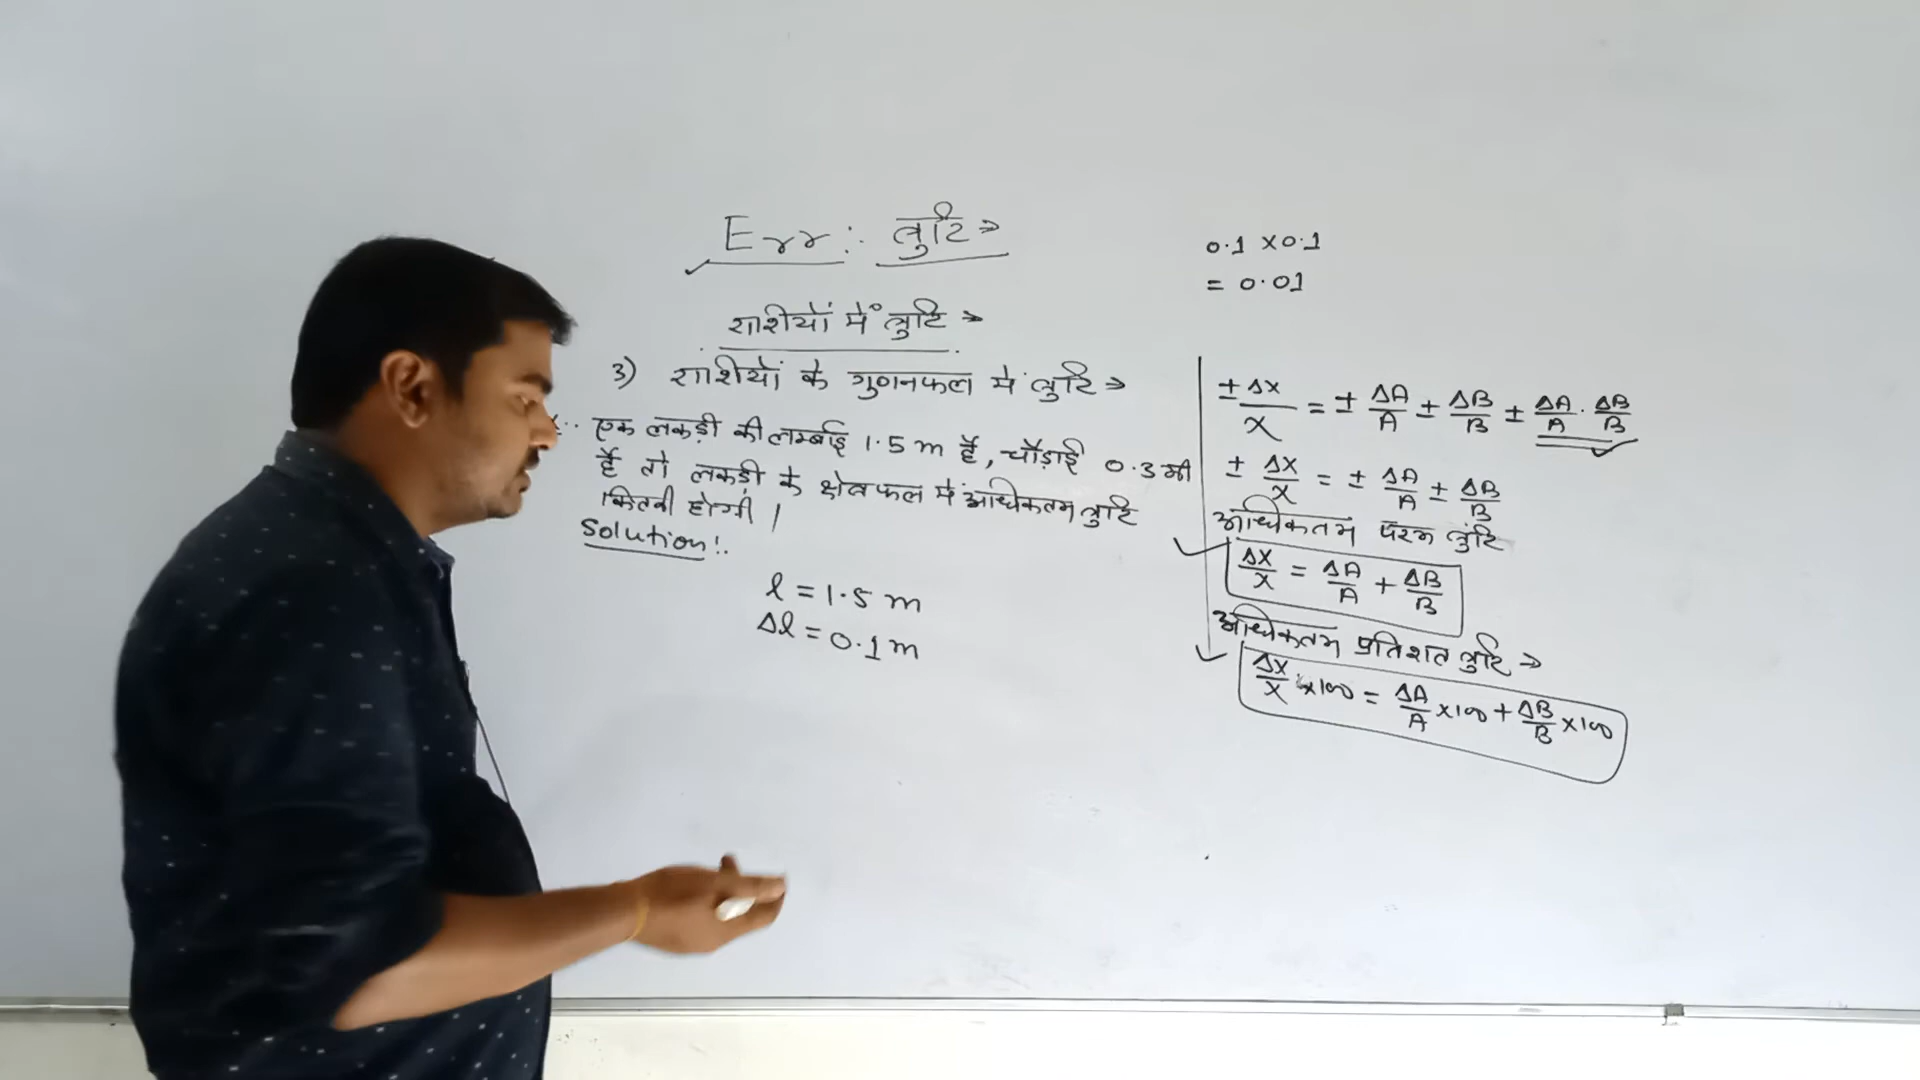 Err:. त्रुटि →
राशीयों में त्रुटि →
3) राशीयों के गुणनफल में त्रुटि →
एक लकड़ी की लम्बाई 1.5 m हैं, चौड़ाई 0.3 मी
हैं तो लकड़ी के क्षेत्रफल में अधिकतम त्रुटि
कितनी होगी |
Solution:.
l = 1.5 m
Δl = 0.1 m
0.1 × 0.1
= 0.01
± Δx/x = ± ΔA/A ± ΔB/B ± ΔA/A . ΔB/B
± Δx/x = ± ΔA/A ± ΔB/B
अधिकतम परम त्रुटि
Δx/x = ΔA/A + ΔB/B
अधिकतम प्रतिशत त्रुटि →
Δx/x ×100 = ΔA/A ×100 + ΔB/B ×100